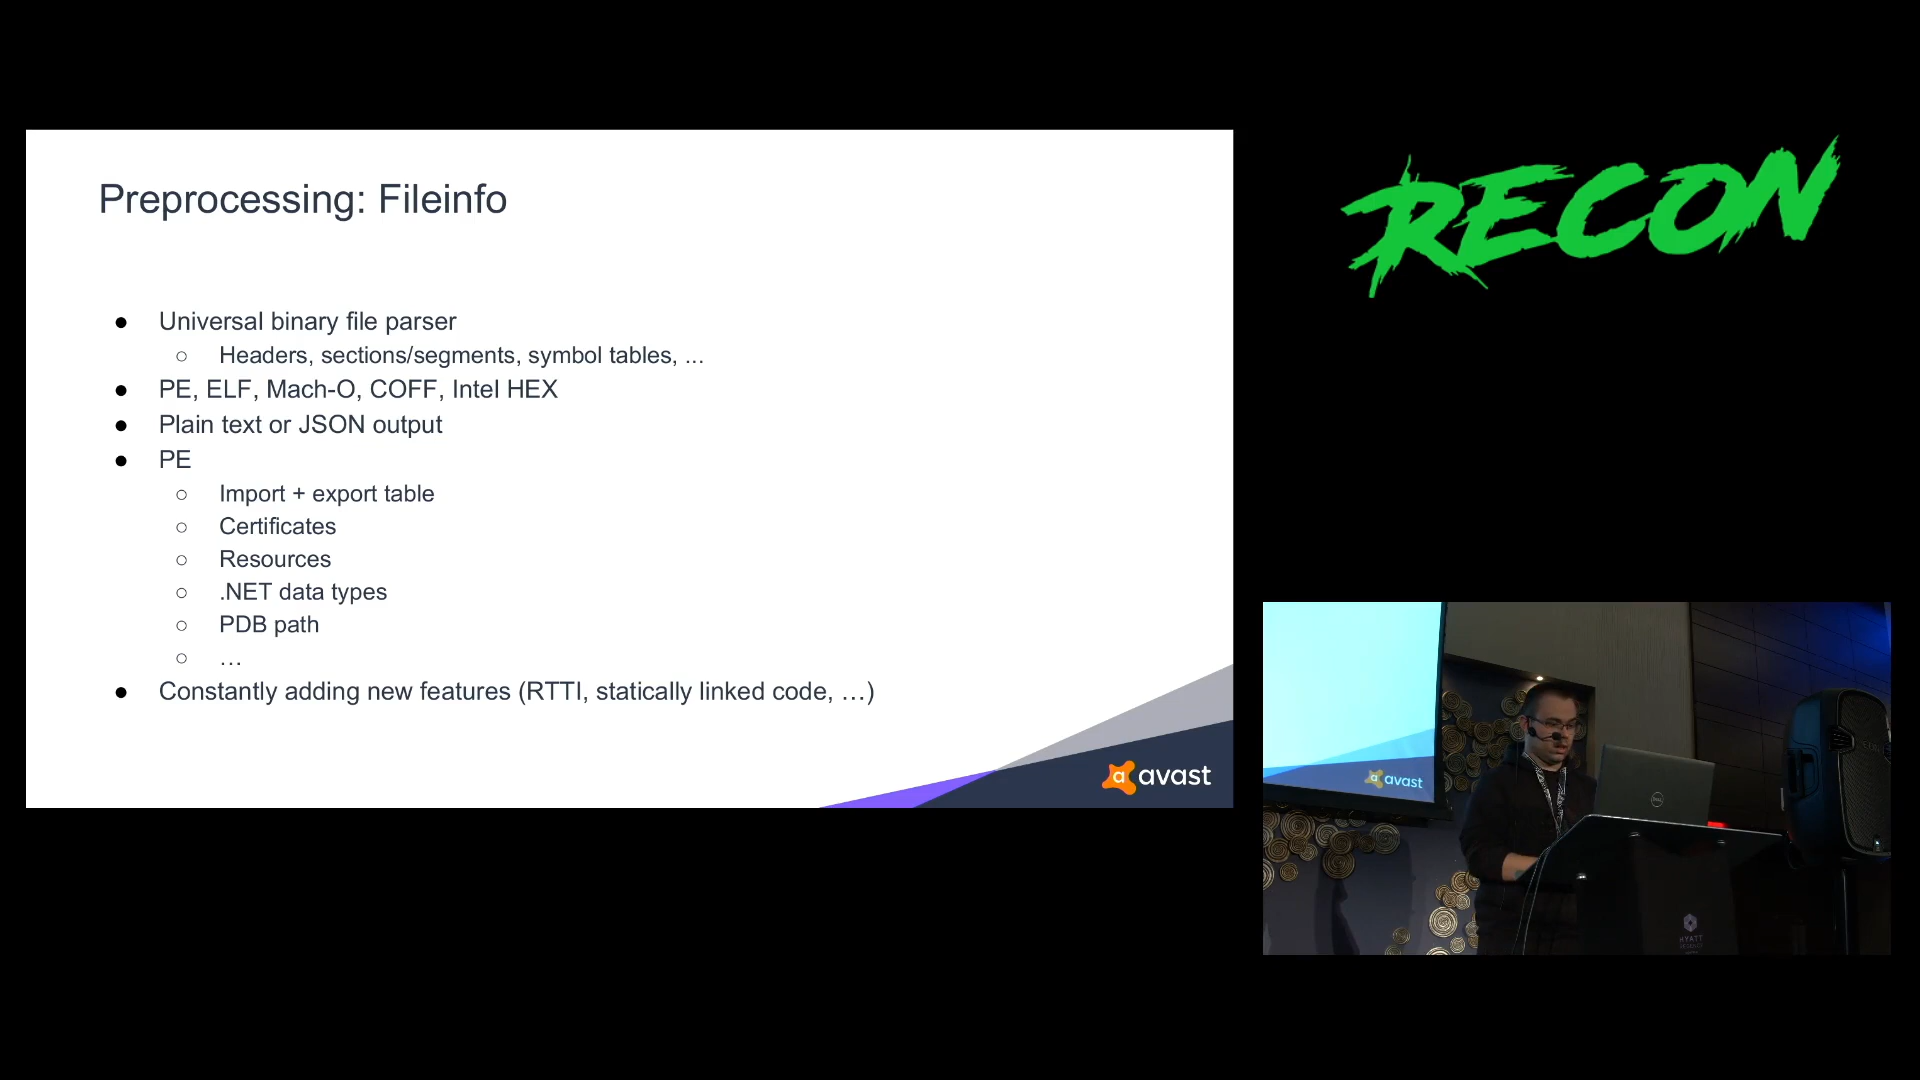 Preprocessing: Fileinfo
● Universal binary file parser
○ Headers, sections/segments, symbol tables, ...
● PE, ELF, Mach-O, COFF, Intel HEX
● Plain text or JSON output
● PE
○ Import + export table
○ Certificates
○ Resources
○ .NET data types
○ PDB path
○ …
● Constantly adding new features (RTTI, statically linked code, …)
a avast
RECON
a avast
DELL
HYATT